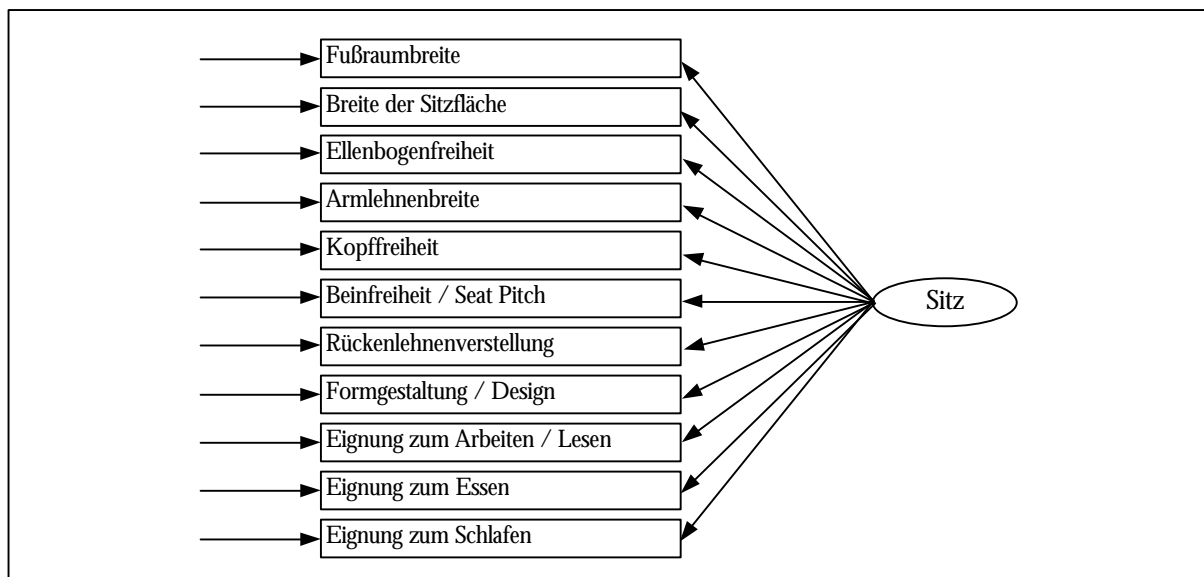 Fußraumbreite
Breite der Sitzfläche
Ellenbogenfreiheit
Armlehnenbreite
Kopffreiheit
Beinfreiheit / Seat Pitch
Sitz
Rückenlehnenverstellung
Formgestaltung / Design
Eignung zum Arbeiten / Lesen
Eignung zum Essen
Eignung zum Schlafen